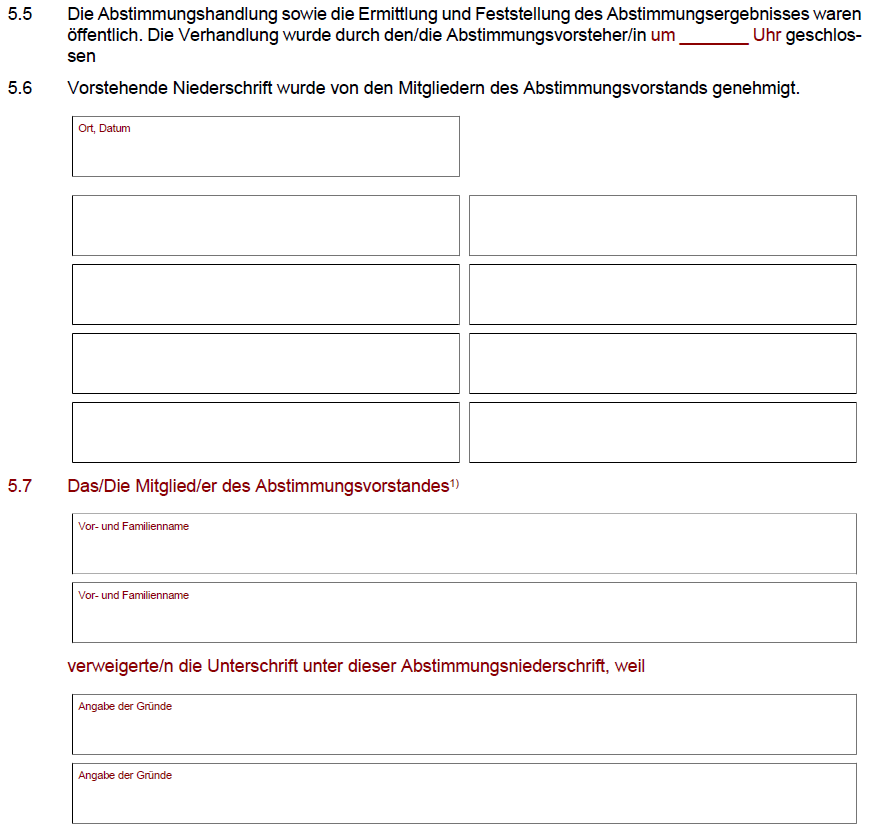 5.5 Die Abstimmungshandlung sowie die Ermittlung und Feststellung des Abstimmungsergebnisses waren
öffentlich. Die Verhandlung wurde durch den/die Abstimmungsvorsteher/in um _______ Uhr geschlos-
sen
5.6 Vorstehende Niederschrift wurde von den Mitgliedern des Abstimmungsvorstands genehmigt.
Ort, Datum
5.7 Das/Die Mitglied/er des Abstimmungsvorstandes¹⁾
Vor- und Familienname
Vor- und Familienname
verweigerte/n die Unterschrift unter dieser Abstimmungsniederschrift, weil
Angabe der Gründe
Angabe der Gründe